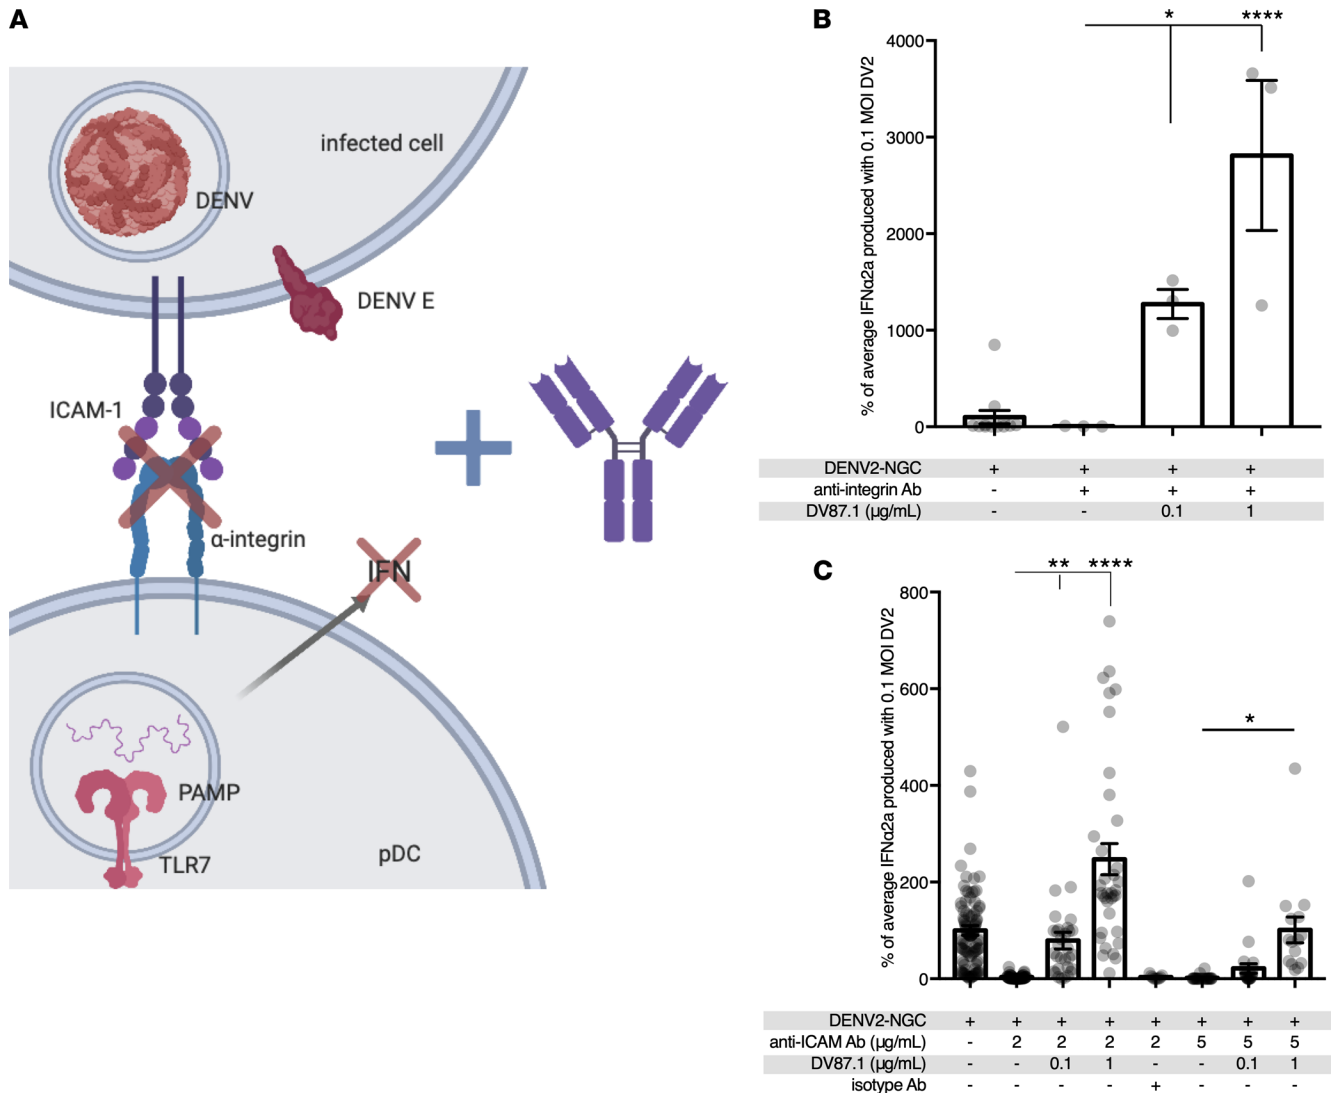 A
infected cell
DENV
DENV E
ICAM-1
α-integrin
IFN
PAMP
TLR7
pDC
B
* ****
% of average IFNα2a produced with 0.1 MOI DV2
4000
3000
2000
1000
0
DENV2-NGC + + + +
anti-integrin Ab - + + +
DV87.1 (µg/mL) - - 0.1 1
C
** ****
*
% of average IFNα2a produced with 0.1 MOI DV2
800
600
400
200
0
DENV2-NGC + + + + + + + +
anti-ICAM Ab (µg/mL) - 2 2 2 2 5 5 5
DV87.1 (µg/mL) - - 0.1 1 - - 0.1 1
isotype Ab - - - - + - - -